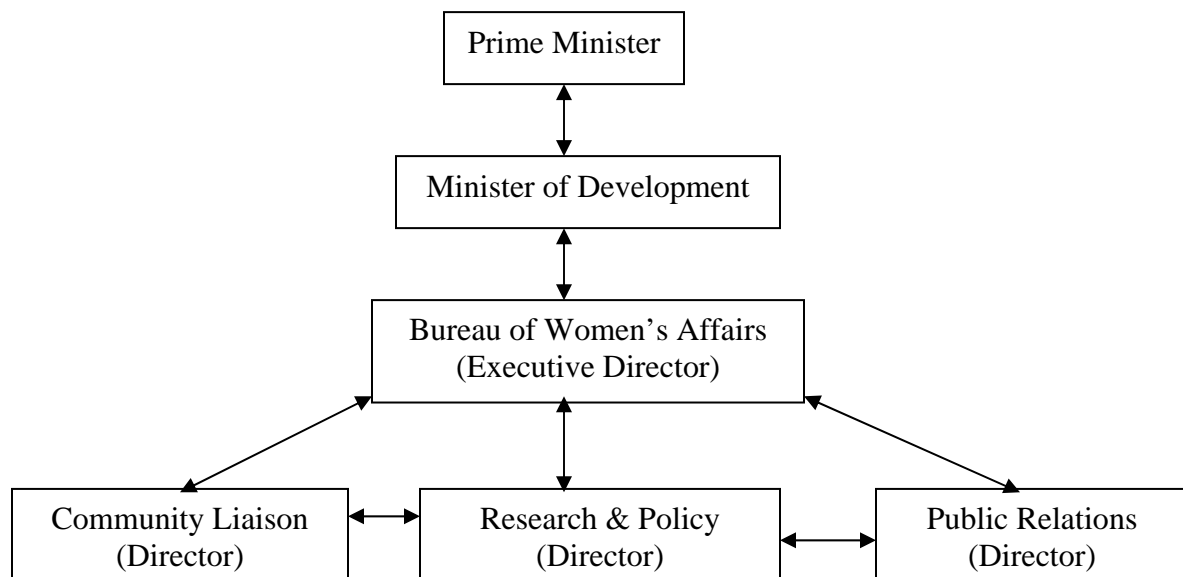 Prime Minister
Minister of Development
Bureau of Women’s Affairs
(Executive Director)
Community Liaison
(Director)
Research & Policy
(Director)
Public Relations
(Director)